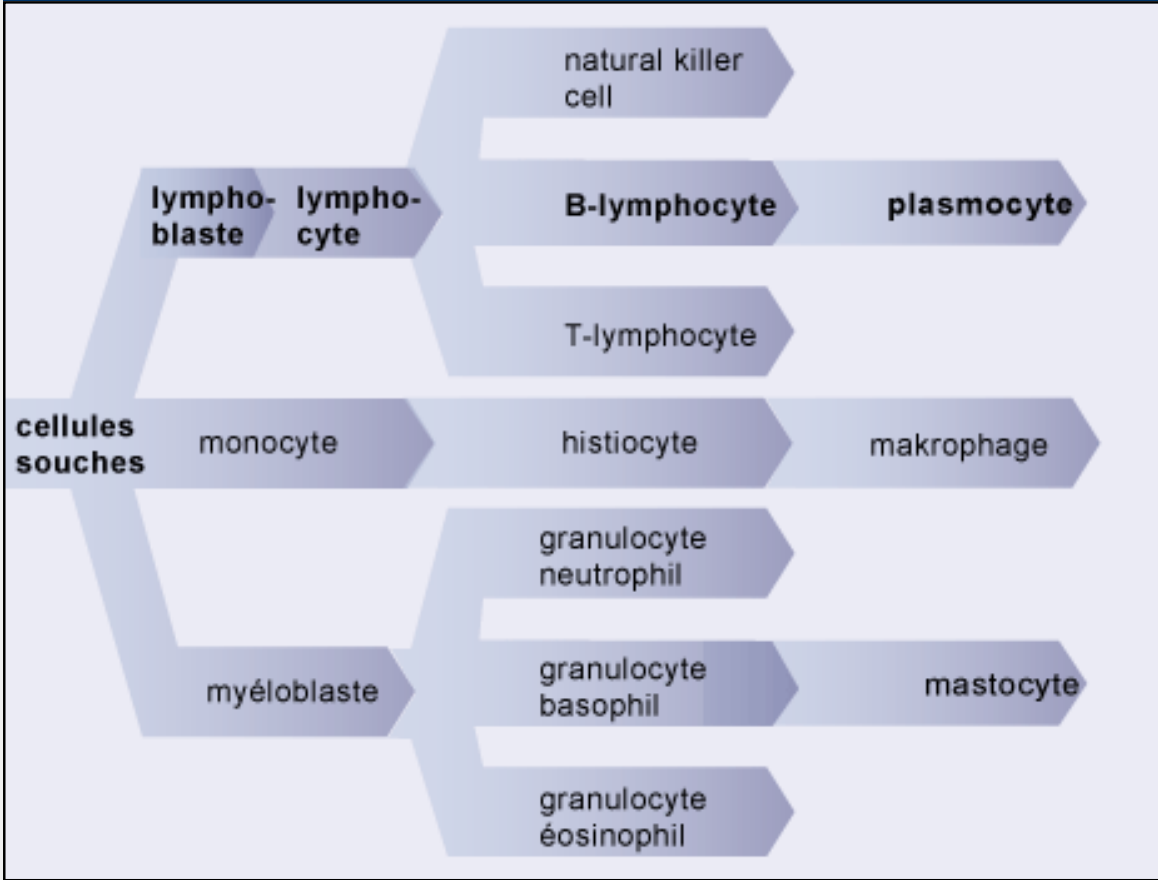 natural killer
cell
lympho-
blaste
lympho-
cyte
B-lymphocyte
plasmocyte
T-lymphocyte
cellules
souches
monocyte
histiocyte
makrophage
granulocyte
neutrophil
myéloblaste
granulocyte
basophil
mastocyte
granulocyte
éosinophil